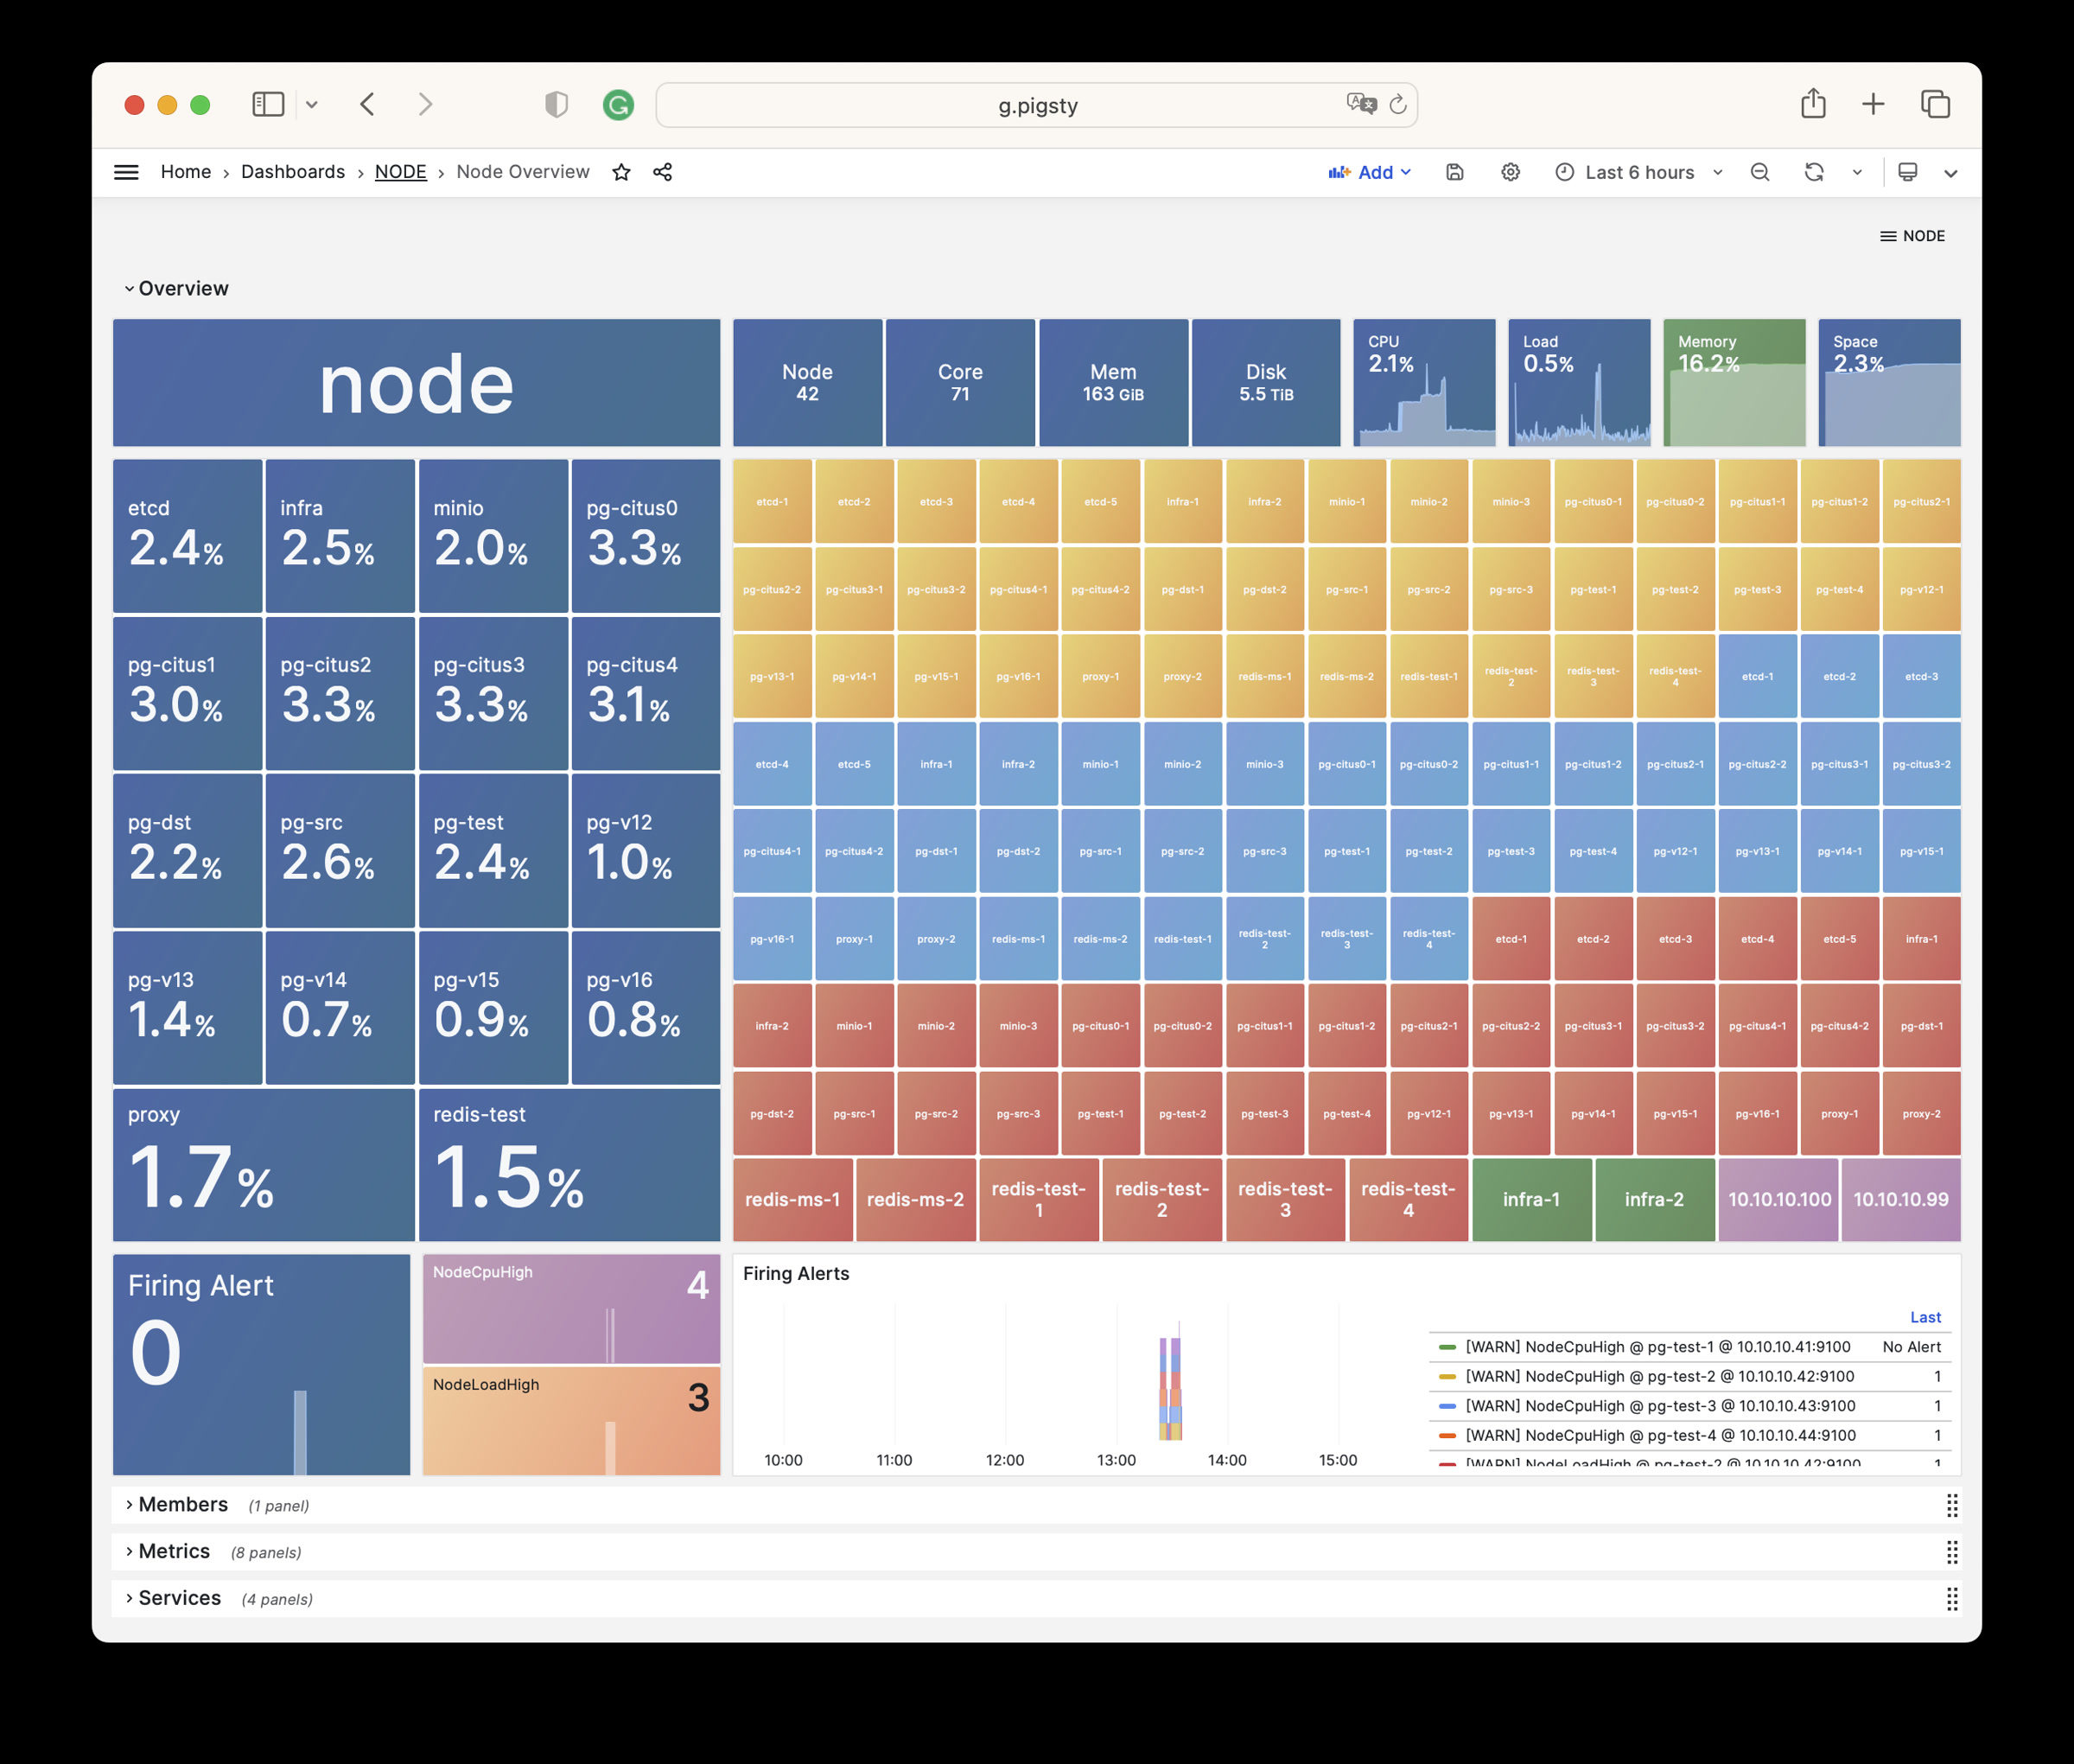 g.pigsty
Home › Dashboards › NODE › Node Overview
Add
Last 6 hours
NODE
Overview
node
Node
42
Core
71
Mem
163 GiB
Disk
5.5 TiB
CPU
2.1%
Load
0.5%
Memory
16.2%
Space
2.3%
etcd
2.4%
infra
2.5%
minio
2.0%
pg-citus0
3.3%
pg-citus1
3.0%
pg-citus2
3.3%
pg-citus3
3.3%
pg-citus4
3.1%
pg-dst
2.2%
pg-src
2.6%
pg-test
2.4%
pg-v12
1.0%
pg-v13
1.4%
pg-v14
0.7%
pg-v15
0.9%
pg-v16
0.8%
proxy
1.7%
redis-test
1.5%
etcd-1 etcd-2 etcd-3 etcd-4 etcd-5 infra-1 infra-2 minio-1 minio-2 minio-3 pg-citus0-1 pg-citus0-2 pg-citus1-1 pg-citus1-2 pg-citus2-1
pg-citus2-2 pg-citus3-1 pg-citus3-2 pg-citus4-1 pg-citus4-2 pg-dst-1 pg-dst-2 pg-src-1 pg-src-2 pg-src-3 pg-test-1 pg-test-2 pg-test-3 pg-test-4 pg-v12-1
pg-v13-1 pg-v14-1 pg-v15-1 pg-v16-1 proxy-1 proxy-2 redis-ms-1 redis-ms-2 redis-test-1 redis-test-2 redis-test-3 redis-test-4 etcd-1 etcd-2 etcd-3
etcd-4 etcd-5 infra-1 infra-2 minio-1 minio-2 minio-3 pg-citus0-1 pg-citus0-2 pg-citus1-1 pg-citus1-2 pg-citus2-1 pg-citus2-2 pg-citus3-1 pg-citus3-2
pg-citus4-1 pg-citus4-2 pg-dst-1 pg-dst-2 pg-src-1 pg-src-2 pg-src-3 pg-test-1 pg-test-2 pg-test-3 pg-test-4 pg-v12-1 pg-v13-1 pg-v14-1 pg-v15-1
pg-v16-1 proxy-1 proxy-2 redis-ms-1 redis-ms-2 redis-test-1 redis-test-2 redis-test-3 redis-test-4 etcd-1 etcd-2 etcd-3 etcd-4 etcd-5 infra-1
infra-2 minio-1 minio-2 minio-3 pg-citus0-1 pg-citus0-2 pg-citus1-1 pg-citus1-2 pg-citus2-1 pg-citus2-2 pg-citus3-1 pg-citus3-2 pg-citus4-1 pg-citus4-2 pg-dst-1
pg-dst-2 pg-src-1 pg-src-2 pg-src-3 pg-test-1 pg-test-2 pg-test-3 pg-test-4 pg-v12-1 pg-v13-1 pg-v14-1 pg-v15-1 pg-v16-1 proxy-1 proxy-2
redis-ms-1 redis-ms-2 redis-test-1 redis-test-2 redis-test-3 redis-test-4 infra-1 infra-2 10.10.10.100 10.10.10.99
Firing Alert
0
NodeCpuHigh 4
NodeLoadHigh 3
Firing Alerts
10:00 11:00 12:00 13:00 14:00 15:00
Last
[WARN] NodeCpuHigh @ pg-test-1 @ 10.10.10.41:9100 No Alert
[WARN] NodeCpuHigh @ pg-test-2 @ 10.10.10.42:9100 1
[WARN] NodeCpuHigh @ pg-test-3 @ 10.10.10.43:9100 1
[WARN] NodeCpuHigh @ pg-test-4 @ 10.10.10.44:9100 1
[WARN] NodeLoadHigh @ pg-test-2 @ 10.10.10.42:9100 1
Members (1 panel)
Metrics (8 panels)
Services (4 panels)